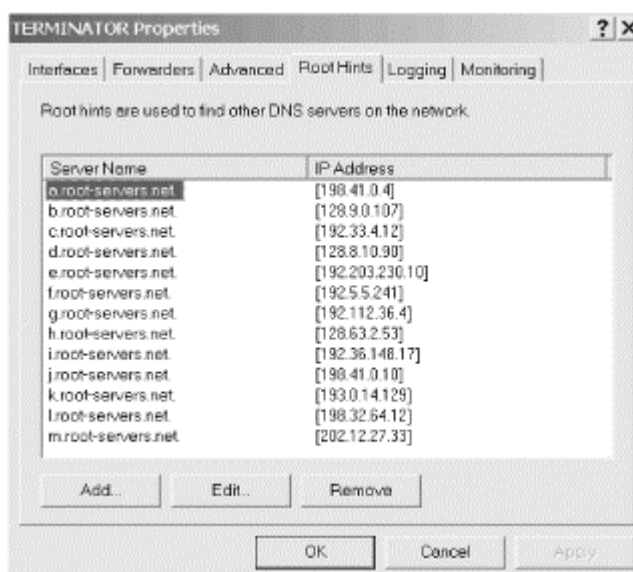 TERMINATOR Properties ? X
Interfaces Forwarders Advanced Root Hints Logging Monitoring
Root hints are used to find other DNS servers on the network.
Server Name IP Address
a.root-servers.net. [198.41.0.4]
b.root-servers.net. [128.9.0.107]
c.root-servers.net. [192.33.4.12]
d.root-servers.net. [128.8.10.90]
e.root-servers.net. [192.203.230.10]
f.root-servers.net. [192.5.5.241]
g.root-servers.net. [192.112.36.4]
h.root-servers.net. [128.63.2.53]
i.root-servers.net. [192.36.148.17]
j.root-servers.net. [198.41.0.10]
k.root-servers.net. [193.0.14.129]
l.root-servers.net. [198.32.64.12]
m.root-servers.net. [202.12.27.33]
Add... Edit... Remove
OK Cancel Apply